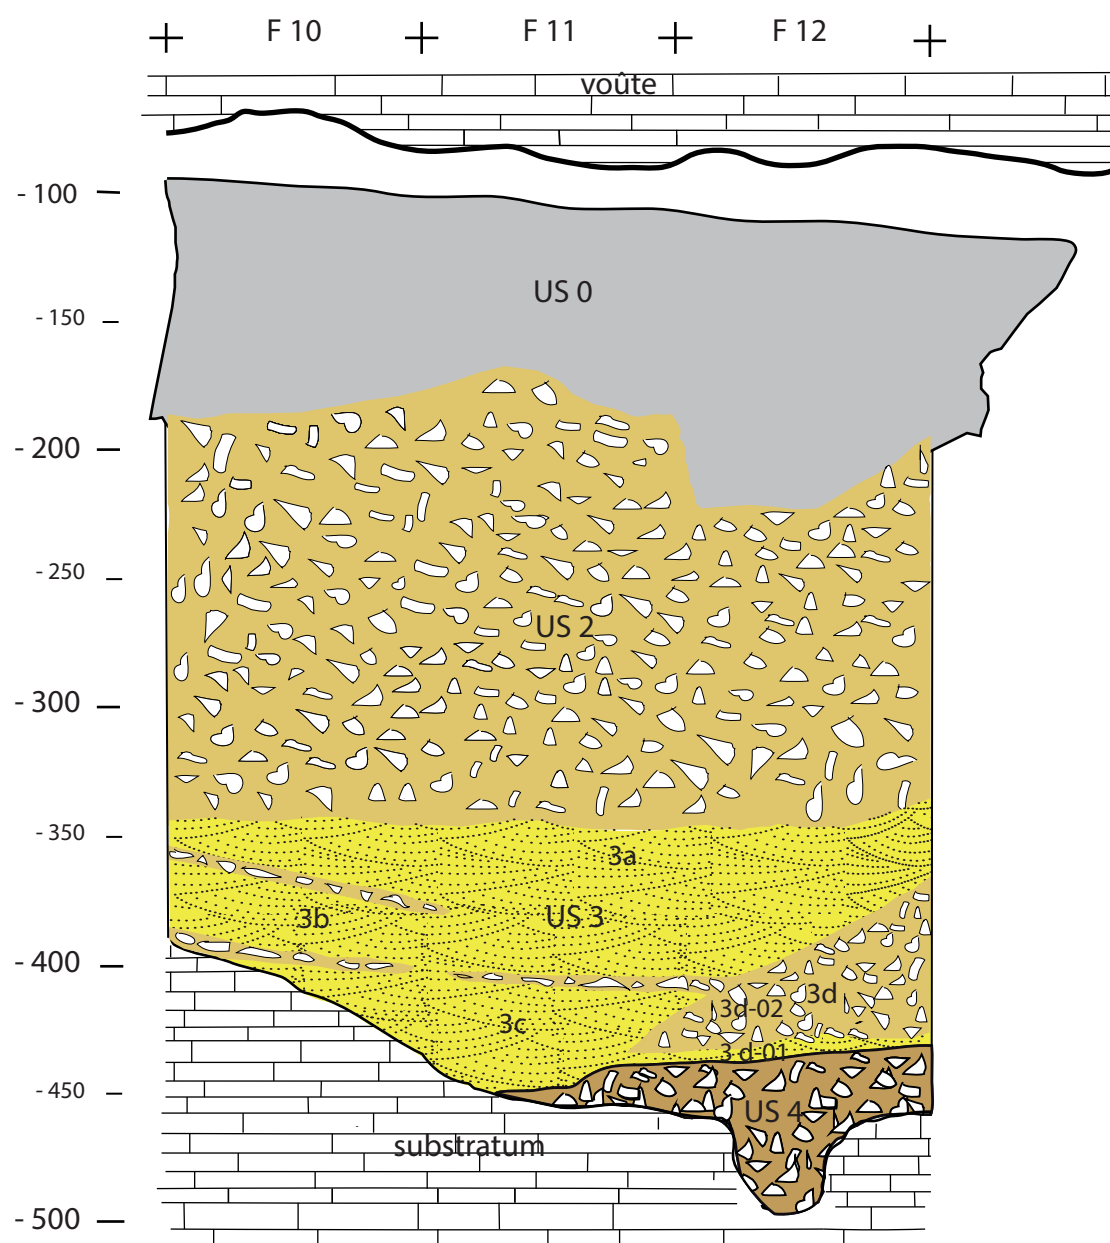 F 10 F 11 F 12
voûte
- 100
US 0
- 150
- 200
- 250
US 2
- 300
- 350
3a
3b US 3
- 400
3d
3d-02
3c
3 d-01
- 450
US 4
substratum
- 500